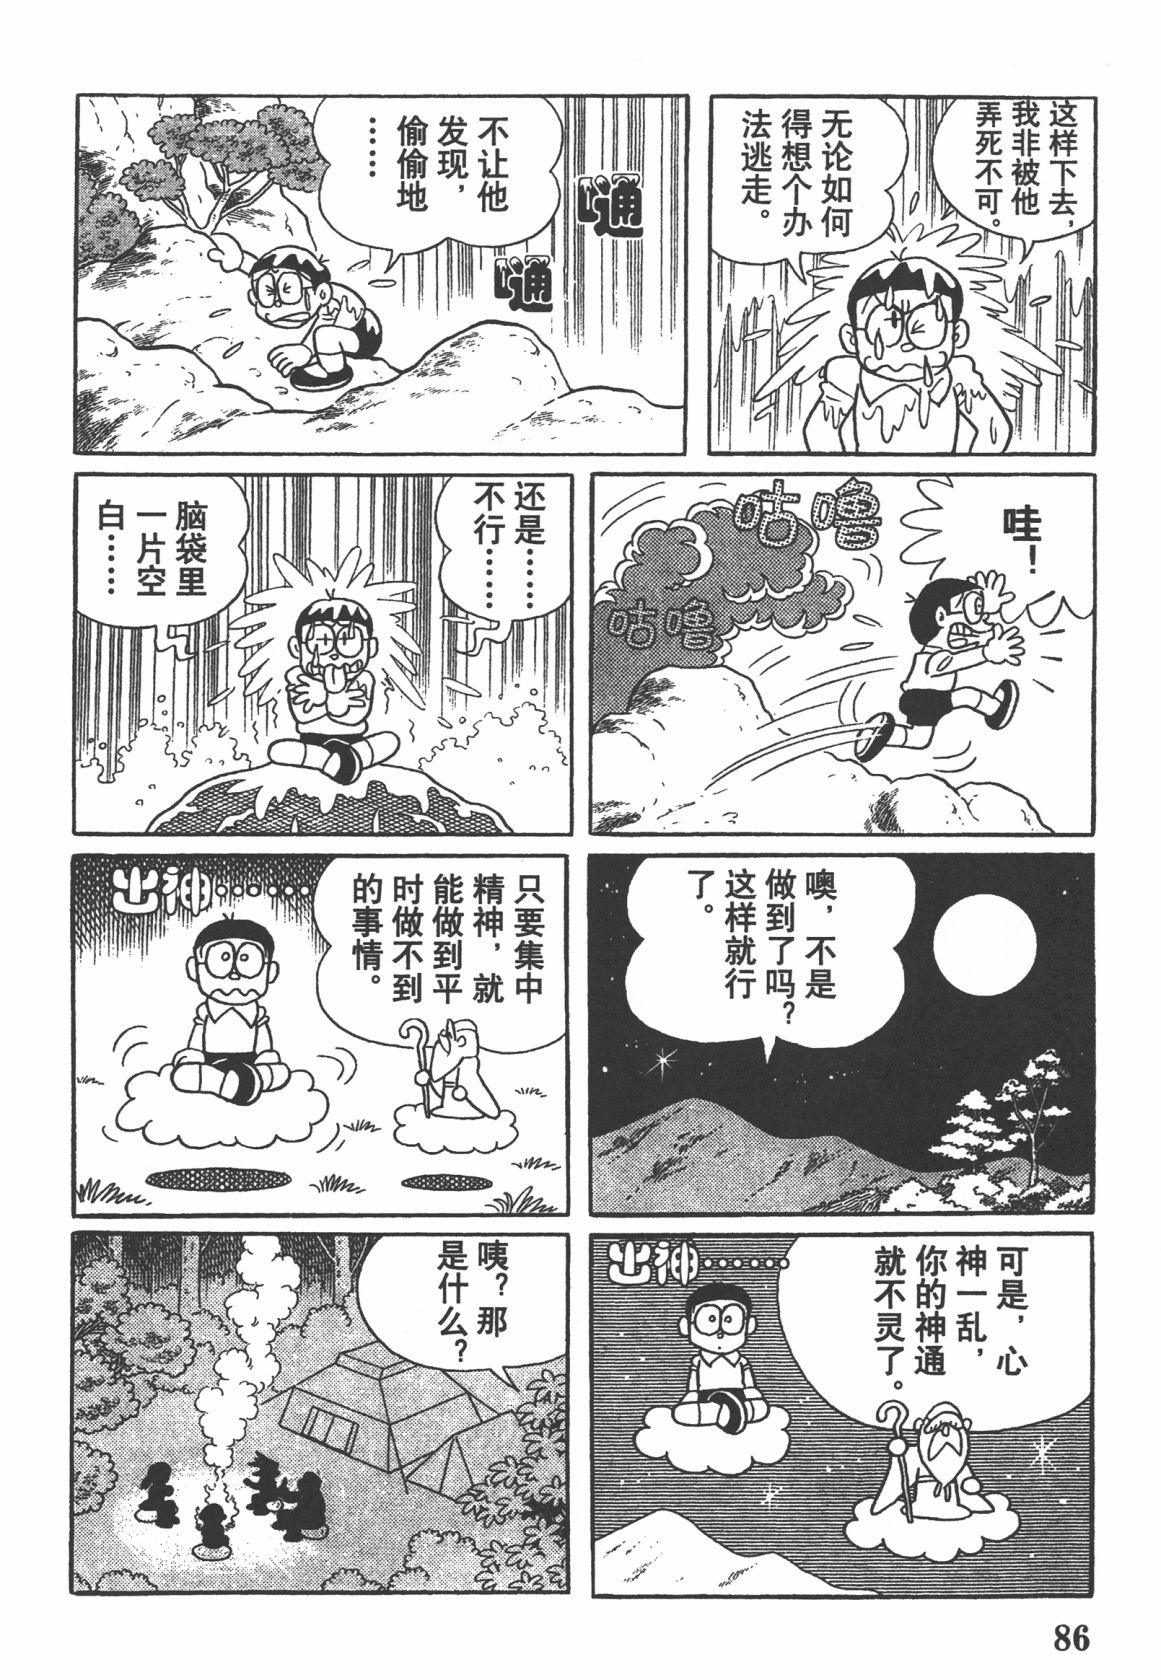 这样下去，
我非被他
弄死不可。
无论如何
得想个办
法逃走。
不让他
发现，
偷偷地
……
嗵
嗵
哇！
咕噜
咕噜
还是……
不行……
脑袋里
一片空
白……
噢，不是
做到了吗？
这样就行
了。
只要集中
精神，就
能做到平
时做不到
的事情。
出神……
可是，心
神一乱，
你的神通
就不灵了。
出神……
咦？那
是什么？
86